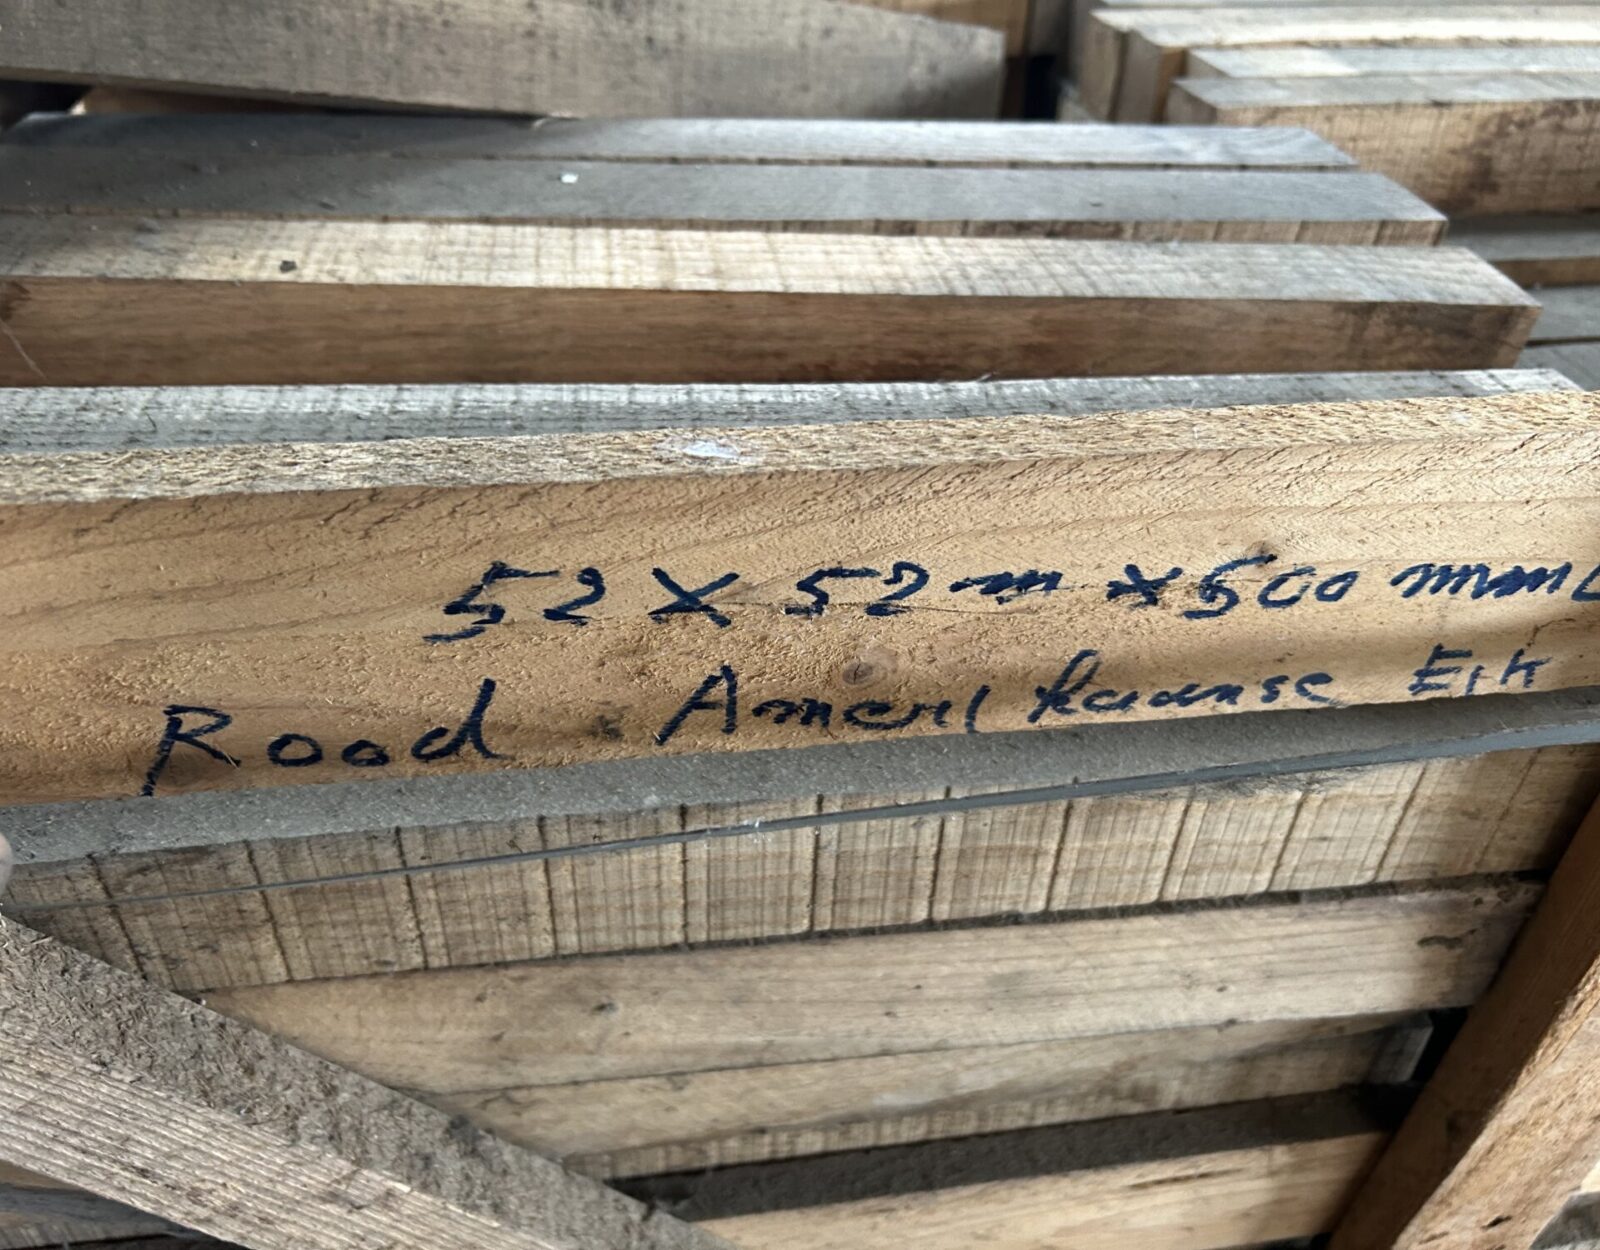 52 x 52 m x 500 mm
Rood Amerikaanse Eik